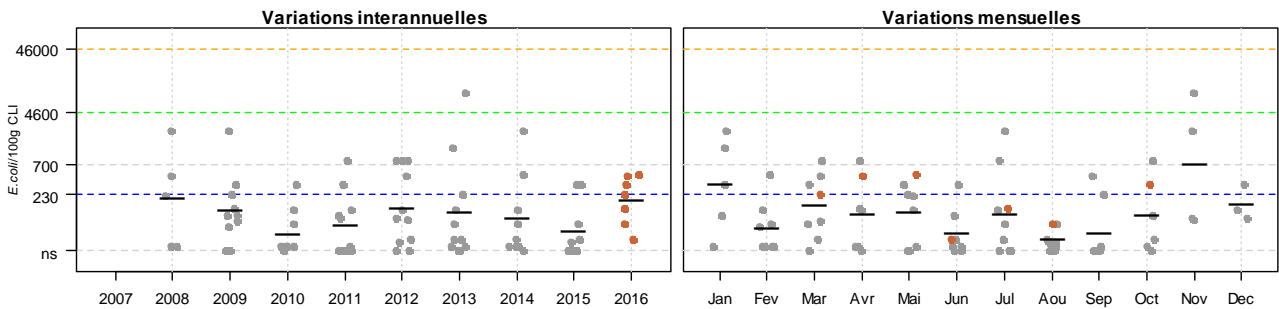 Variations interannuelles
Variations mensuelles
46000
4600
700
230
ns
E.coli/100g CLI
2007 2008 2009 2010 2011 2012 2013 2014 2015 2016
Jan Fev Mar Avr Mai Jun Jul Aou Sep Oct Nov Dec